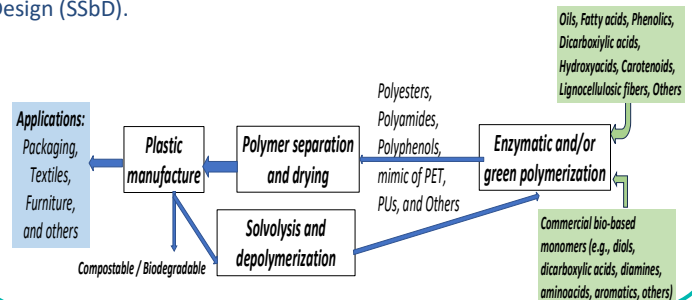 Design (SSbD).
Oils, Fatty acids, Phenolics,
Dicarboxiylic acids,
Hydroxyacids, Carotenoids,
Lignocellulosic fibers, Others
Applications:
Packaging,
Textiles,
Furniture,
and others
Plastic
manufacture
Polymer separation
and drying
Polyesters,
Polyamides,
Polyphenols,
mimic of PET,
PUs, and Others
Enzymatic and/or
green polymerization
Solvolysis and
depolymerization
Compostable / Biodegradable
Commercial bio-based
monomers (e.g., diols,
dicarboxylic acids, diamines,
aminoacids, aromatics, others)